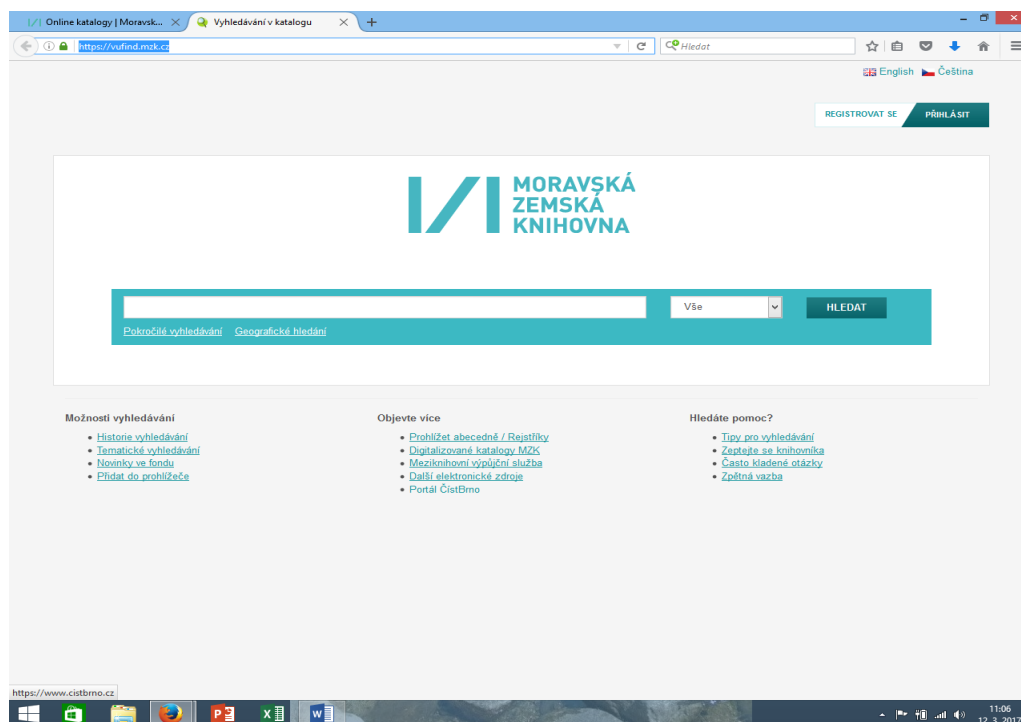 Online katalogy | Moravsk...
Vyhledávání v katalogu
https://vufind.mzk.cz
Hledat
English Čeština
REGISTROVAT SE PŘIHLÁSIT
MORAVSKÁ
ZEMSKÁ
KNIHOVNA
Vše
HLEDAT
Pokročilé vyhledávání Geografické hledání
Možnosti vyhledávání
Historie vyhledávání
Tematické vyhledávání
Novinky ve fondu
Přidat do prohlížeče
Objevte více
Prohlížet abecedně / Rejstříky
Digitalizované katalogy MZK
Meziknihovní výpůjční služba
Další elektronické zdroje
Portál ČístBrno
Hledáte pomoc?
Tipy pro vyhledávání
Zeptejte se knihovníka
Často kladené otázky
Zpětná vazba
https://www.cistbrno.cz
11:06
12. 3. 2017